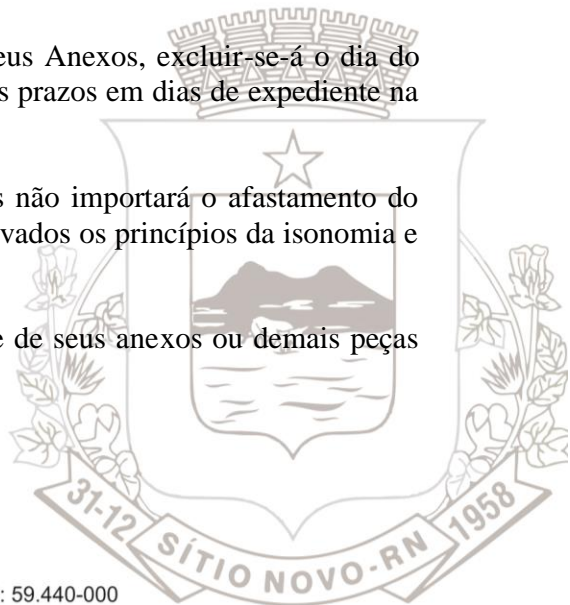 eus Anexos, excluir-se-á o dia do
s prazos em dias de expediente na
s não importará o afastamento do
vados os princípios da isonomia e
e de seus anexos ou demais peças
31-12 SÍTIO NOVO-RN 1958
: 59.440-000